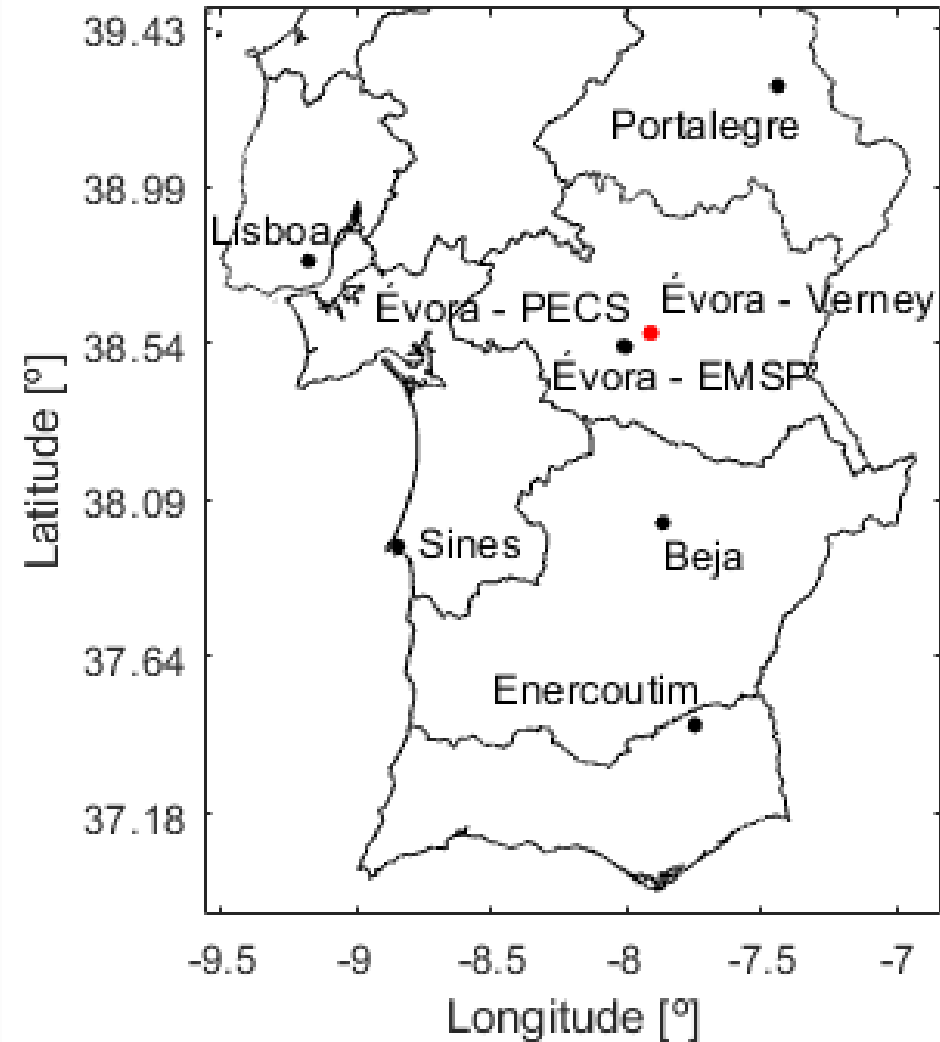 39.43
Portalegre
38.99
Lisboa
Évora - PECS
Évora - Verney
38.54
Évora - EMSP
Latitude [º]
38.09
Sines
Beja
37.64
Enercoutim
37.18
-9.5
-9
-8.5
-8
-7.5
-7
Longitude [º]